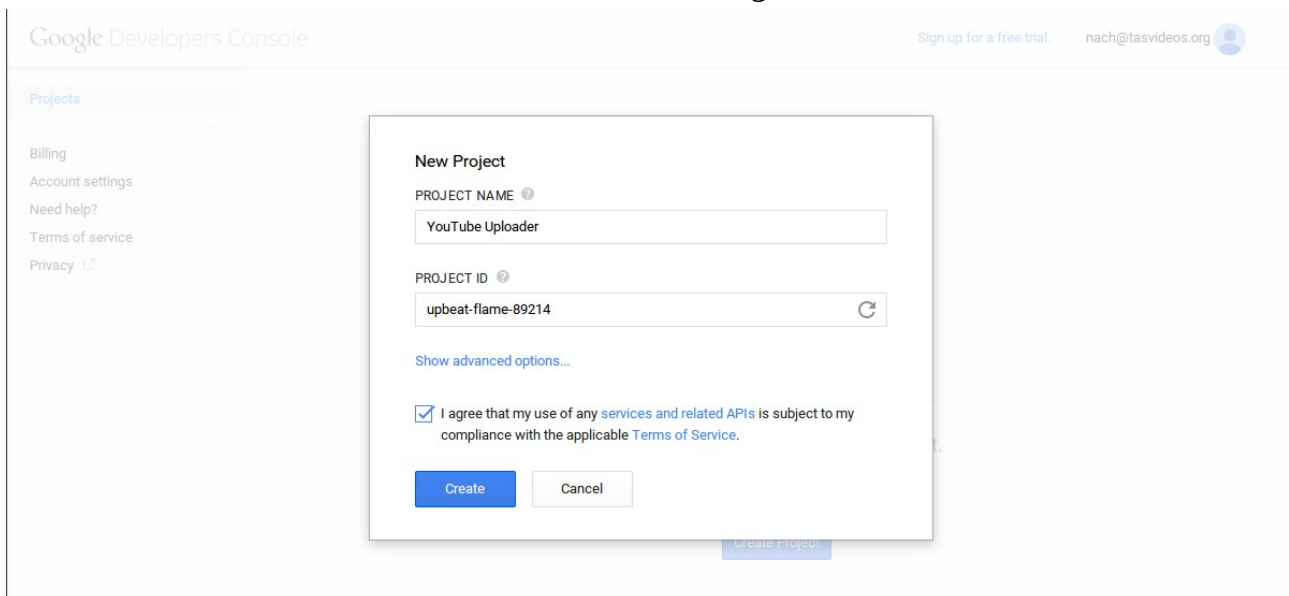 Google Developers Console
Sign up for a free trial.
nach@tasvideos.org
Projects
Billing
Account settings
Need help?
Terms of service
Privacy
New Project
PROJECT NAME
YouTube Uploader
PROJECT ID
upbeat-flame-89214
Show advanced options...
I agree that my use of any services and related APIs is subject to my
compliance with the applicable Terms of Service.
Create
Cancel
Create Project